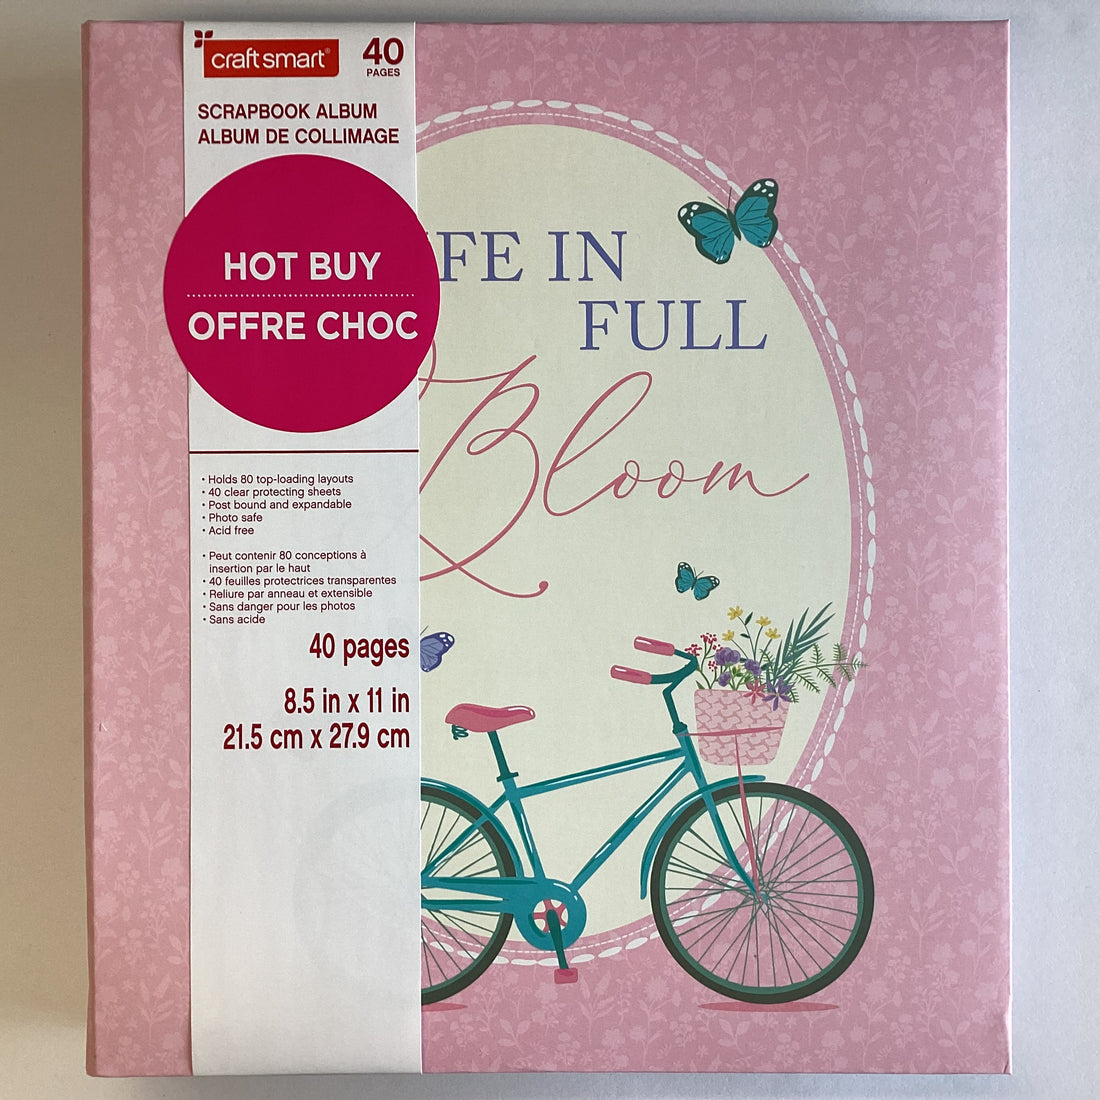 craft smart®
40
PAGES
SCRAPBOOK ALBUM
ALBUM DE COLLIMAGE
HOT BUY
OFFRE CHOC
• Holds 80 top-loading layouts
• 40 clear protecting sheets
• Post bound and expandable
• Photo safe
• Acid free
• Peut contenir 80 conceptions à
insertion par le haut
• 40 feuilles protectrices transparentes
• Reliure par anneau et extensible
• Sans danger pour les photos
• Sans acide
40 pages
8.5 in x 11 in
21.5 cm x 27.9 cm
IFE IN
FULL
Bloom